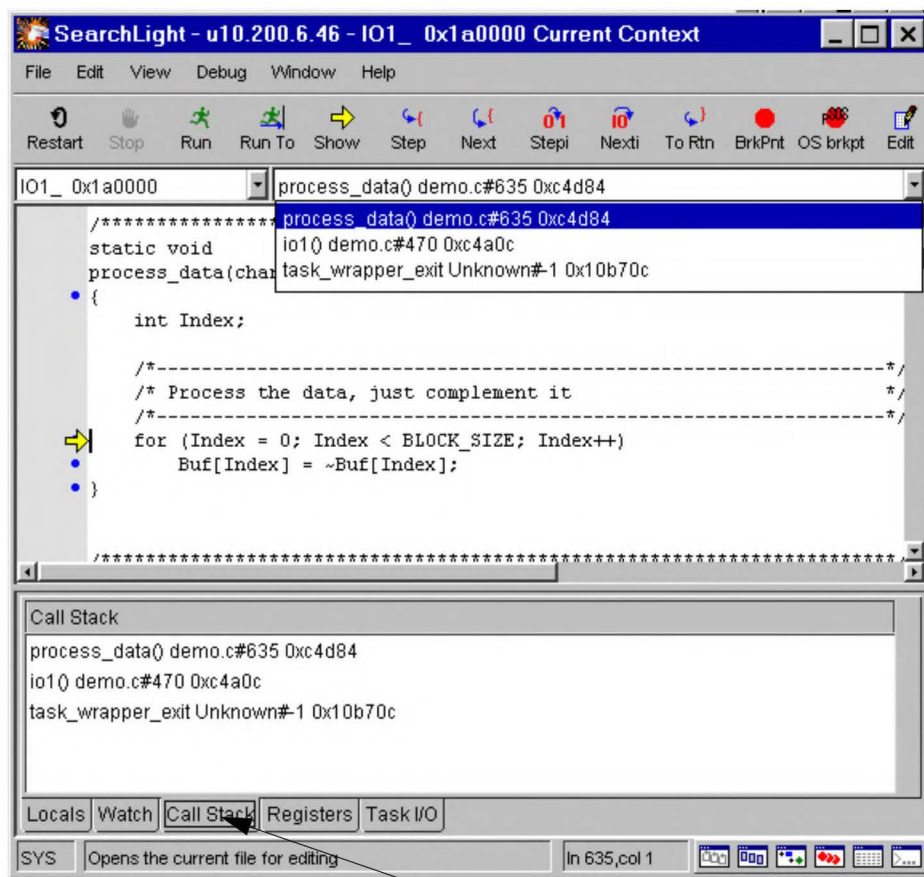 SearchLight - u10.200.6.46 - IO1_ 0x1a0000 Current Context
File Edit View Debug Window Help
Restart Stop Run Run To Show Step Next Stepi Nexti To Rtn BrkPnt OS brkpt Edit
IO1_ 0x1a0000 process_data() demo.c#635 0xc4d84
process_data() demo.c#635 0xc4d84
io1() demo.c#470 0xc4a0c
task_wrapper_exit Unknown#-1 0x10b70c
/****************
static void
process_data(char
{
int Index;
/*------------------------------------------------------------------*/
/* Process the data, just complement it */
/*------------------------------------------------------------------*/
for (Index = 0; Index < BLOCK_SIZE; Index++)
Buf[Index] = ~Buf[Index];
}
/************************************************************************
Call Stack
process_data() demo.c#635 0xc4d84
io1() demo.c#470 0xc4a0c
task_wrapper_exit Unknown#-1 0x10b70c
Locals Watch Call Stack Registers Task I/O
SYS Opens the current file for editing ln 635,col 1